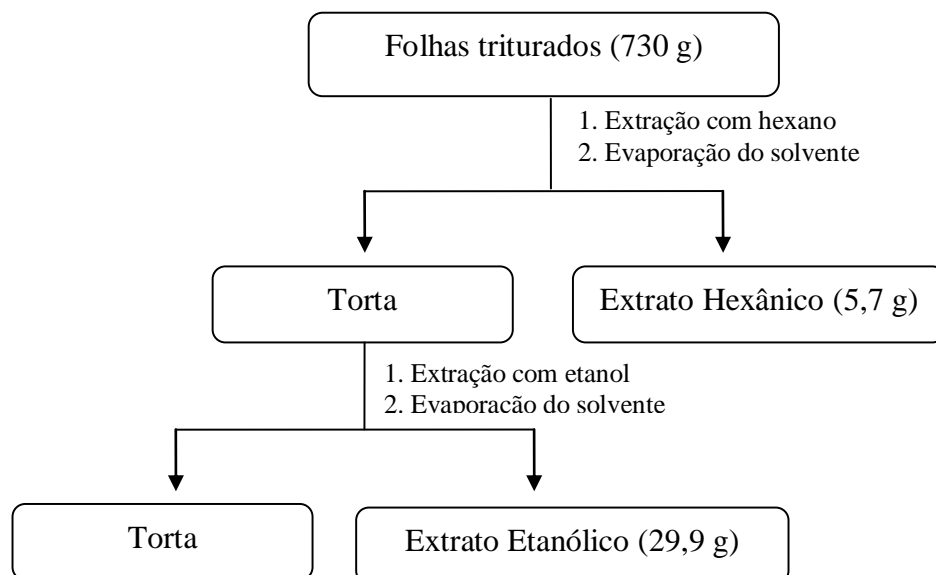 Folhas triturados (730 g)
1. Extração com hexano
2. Evaporação do solvente
Torta
Extrato Hexânico (5,7 g)
1. Extração com etanol
2. Evaporação do solvente
Torta
Extrato Etanólico (29,9 g)